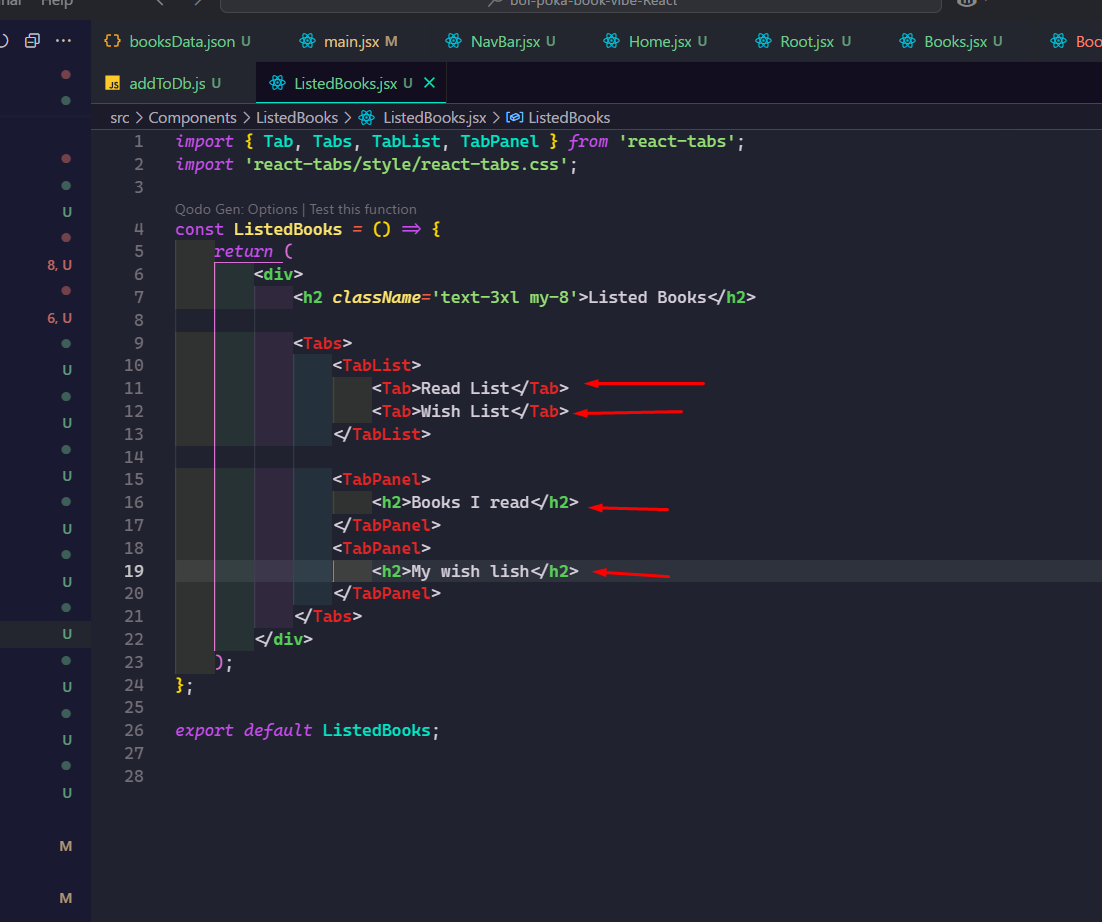 Help
boi-poka-book-vibe-React
booksData.json U main.jsx M NavBar.jsx U Home.jsx U Root.jsx U Books.jsx U Boo
JS addToDb.js U ListedBooks.jsx U
src > Components > ListedBooks > ListedBooks.jsx > ListedBooks
1 import { Tab, Tabs, TabList, TabPanel } from 'react-tabs';
2 import 'react-tabs/style/react-tabs.css';
3
Qodo Gen: Options | Test this function
4 const ListedBooks = () => {
5 return (
6 <div>
7 <h2 className='text-3xl my-8'>Listed Books</h2>
8
9 <Tabs>
10 <TabList>
11 <Tab>Read List</Tab>
12 <Tab>Wish List</Tab>
13 </TabList>
14
15 <TabPanel>
16 <h2>Books I read</h2>
17 </TabPanel>
18 <TabPanel>
19 <h2>My wish lish</h2>
20 </TabPanel>
21 </Tabs>
22 </div>
23 );
24 };
25
26 export default ListedBooks;
27
28
U
8, U
6, U
U
U
U
U
U
U
U
U
U
M
M